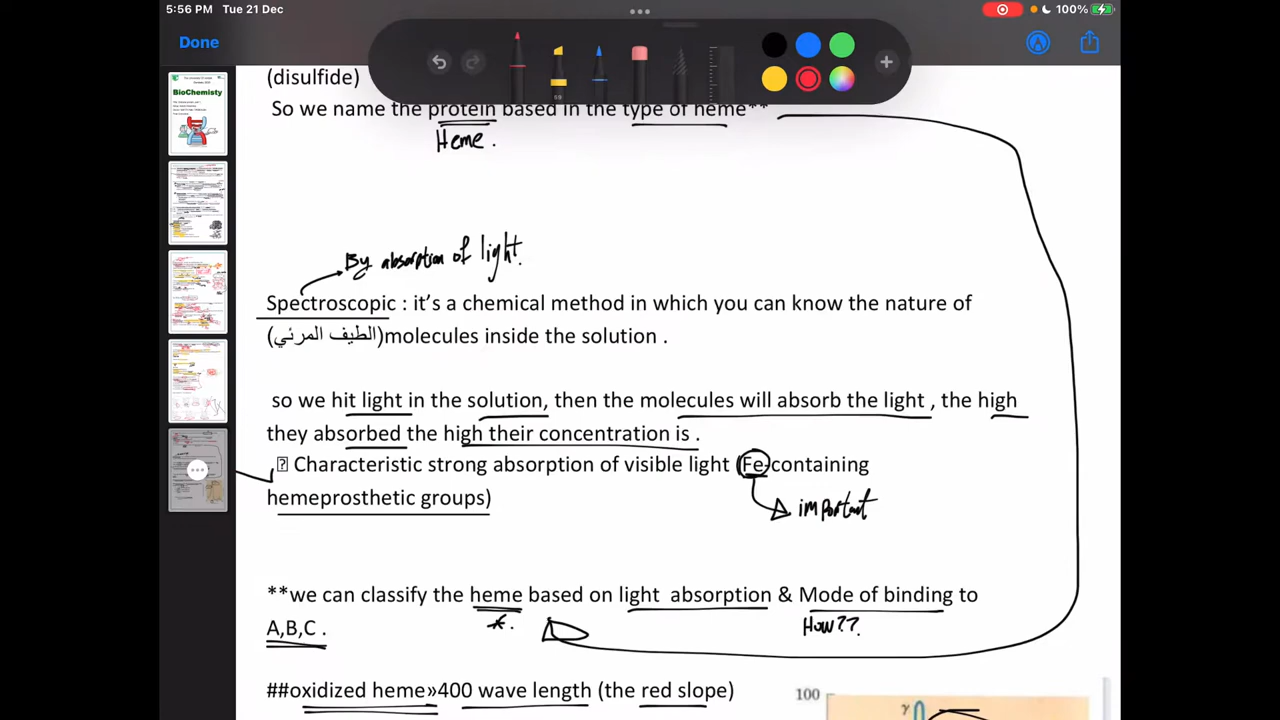 5:56 PM Tue 21 Dec
100%
Done
BioChemisty
(disulfide)
So we name the protein based in the type of heme**
Heme.
By absorption of light.
Spectroscopic : it's a chemical method in which you can know the nature of
(الطيف المرئي)molecules inside the solution .
so we hit light in the solution, then the molecules will absorb the light , the high
they absorbed the high their concentration is .
Characteristic strong absorption of visible light (Fe-containing
hemeprosthetic groups)
important
**we can classify the heme based on light absorption & Mode of binding to
How??.
A,B,C .
##oxidized heme»400 wave length (the red slope)
100
γ